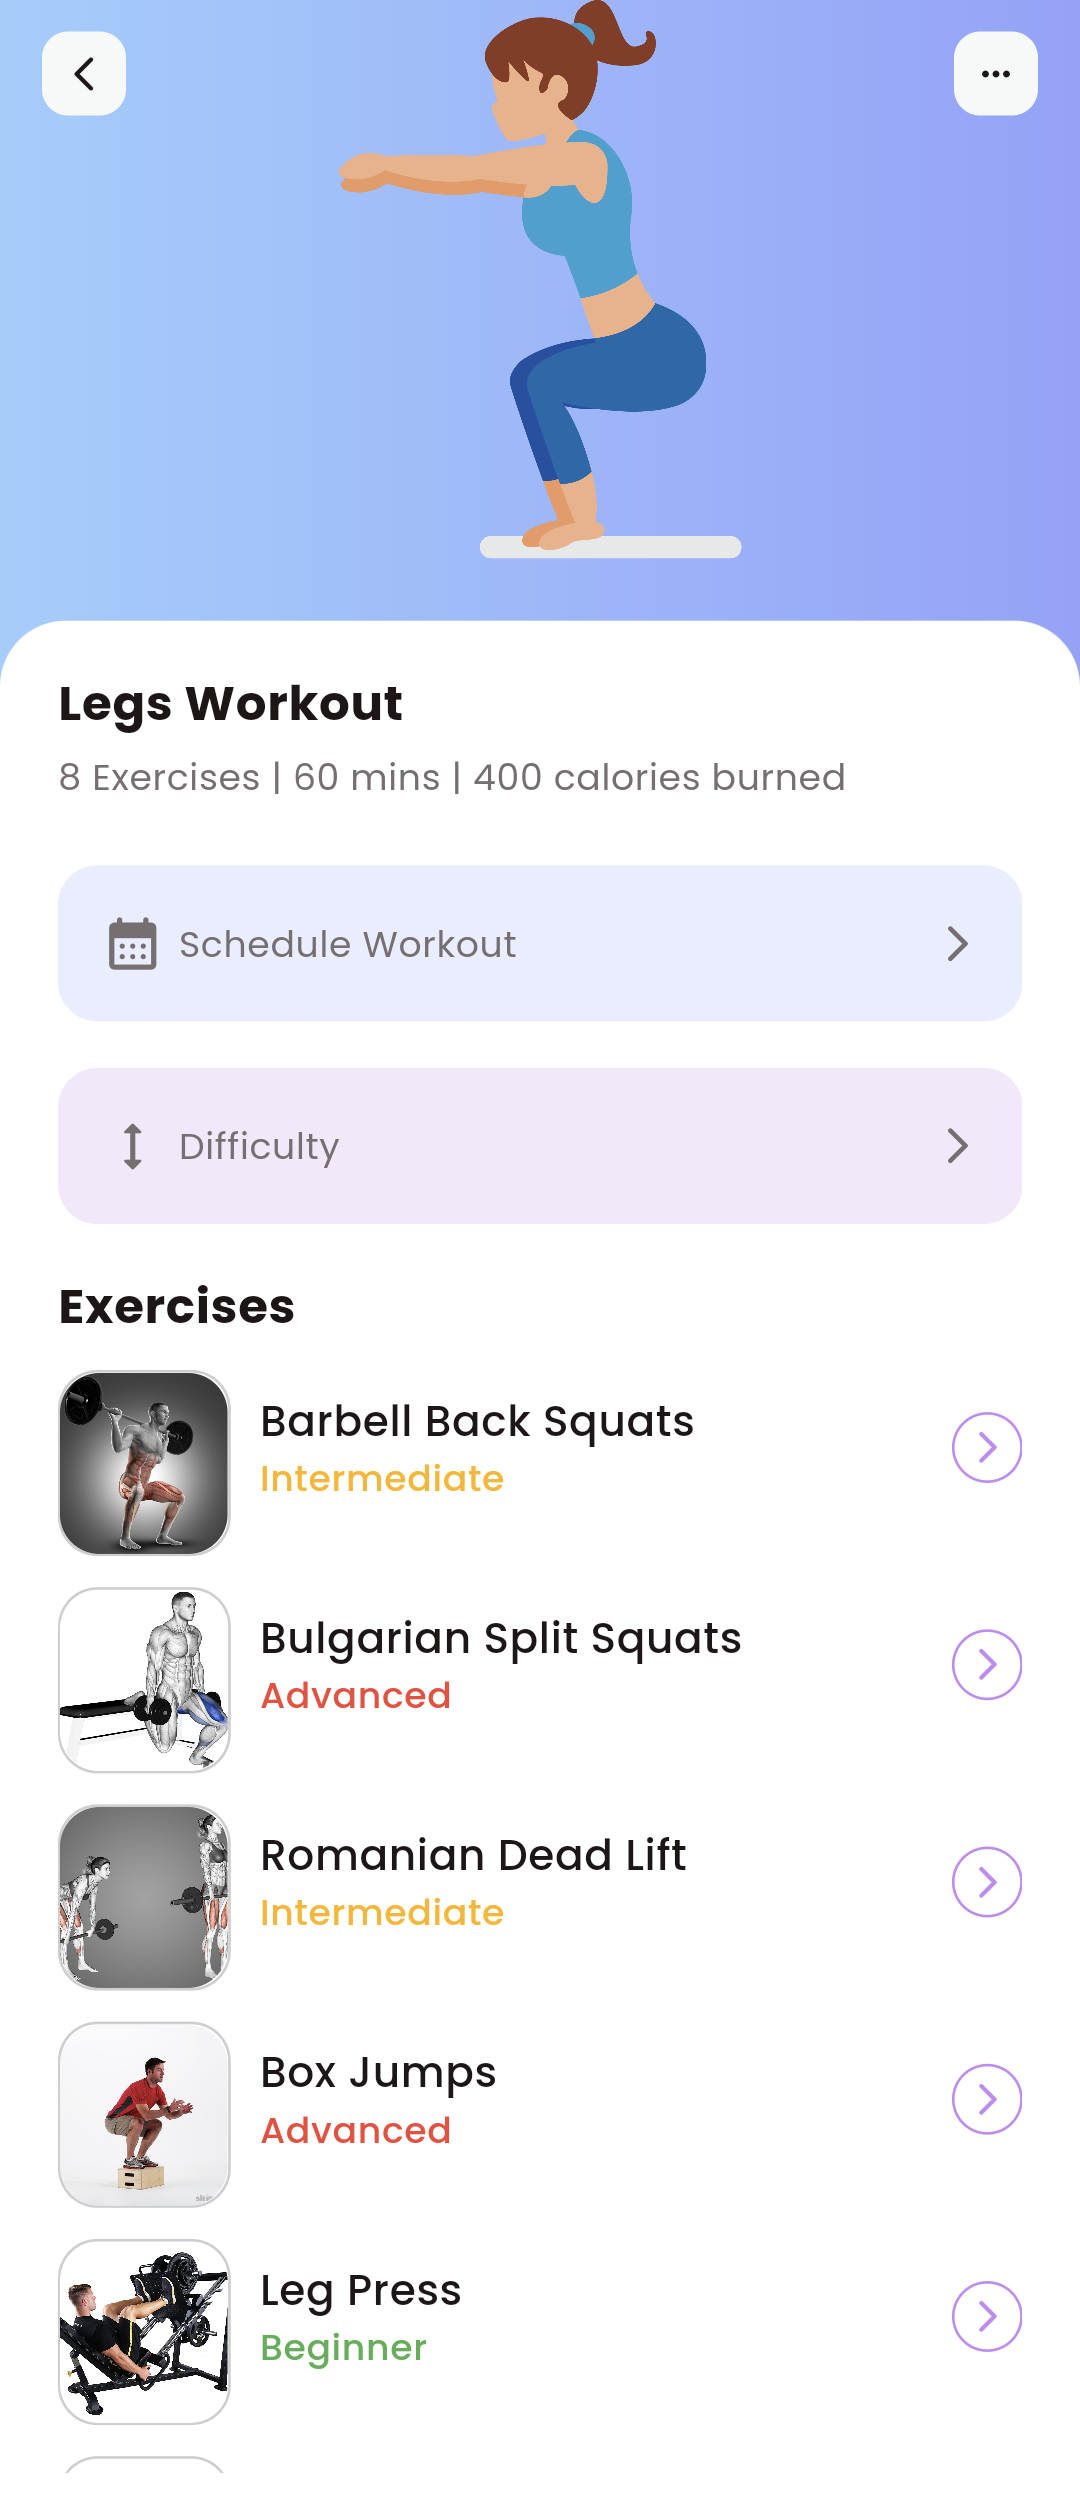 Legs Workout
8 Exercises | 60 mins | 400 calories burned
Schedule Workout
Difficulty
Exercises
Barbell Back Squats
Intermediate
Bulgarian Split Squats
Advanced
Romanian Dead Lift
Intermediate
Box Jumps
Advanced
Leg Press
Beginner